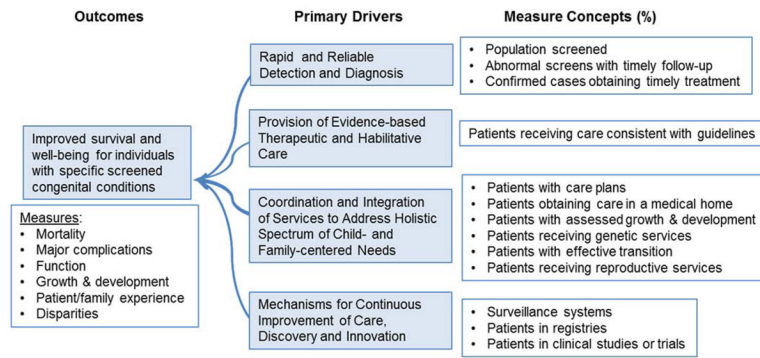 Outcomes
Primary Drivers
Measure Concepts (%)
Improved survival and
well-being for individuals
with specific screened
congenital conditions
Measures:
• Mortality
• Major complications
• Function
• Growth & development
• Patient/family experience
• Disparities
Rapid and Reliable
Detection and Diagnosis
• Population screened
• Abnormal screens with timely follow-up
• Confirmed cases obtaining timely treatment
Provision of Evidence-based
Therapeutic and Habilitative
Care
Patients receiving care consistent with guidelines
Coordination and Integration
of Services to Address Holistic
Spectrum of Child- and
Family-centered Needs
• Patients with care plans
• Patients obtaining care in a medical home
• Patients with assessed growth & development
• Patients receiving genetic services
• Patients with effective transition
• Patients receiving reproductive services
Mechanisms for Continuous
Improvement of Care,
Discovery and Innovation
• Surveillance systems
• Patients in registries
• Patients in clinical studies or trials